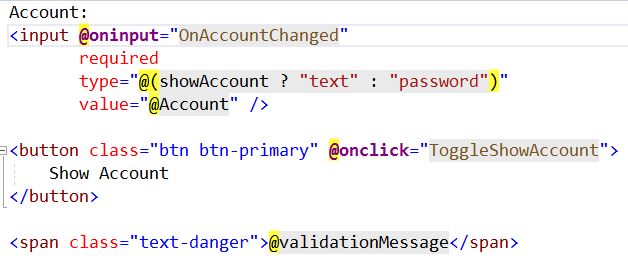 Account:
<input @oninput="OnAccountChanged"
required
type="@(showAccount ? "text" : "password")"
value="@Account" />
<button class="btn btn-primary" @onclick="ToggleShowAccount">
Show Account
</button>
<span class="text-danger">@validationMessage</span>